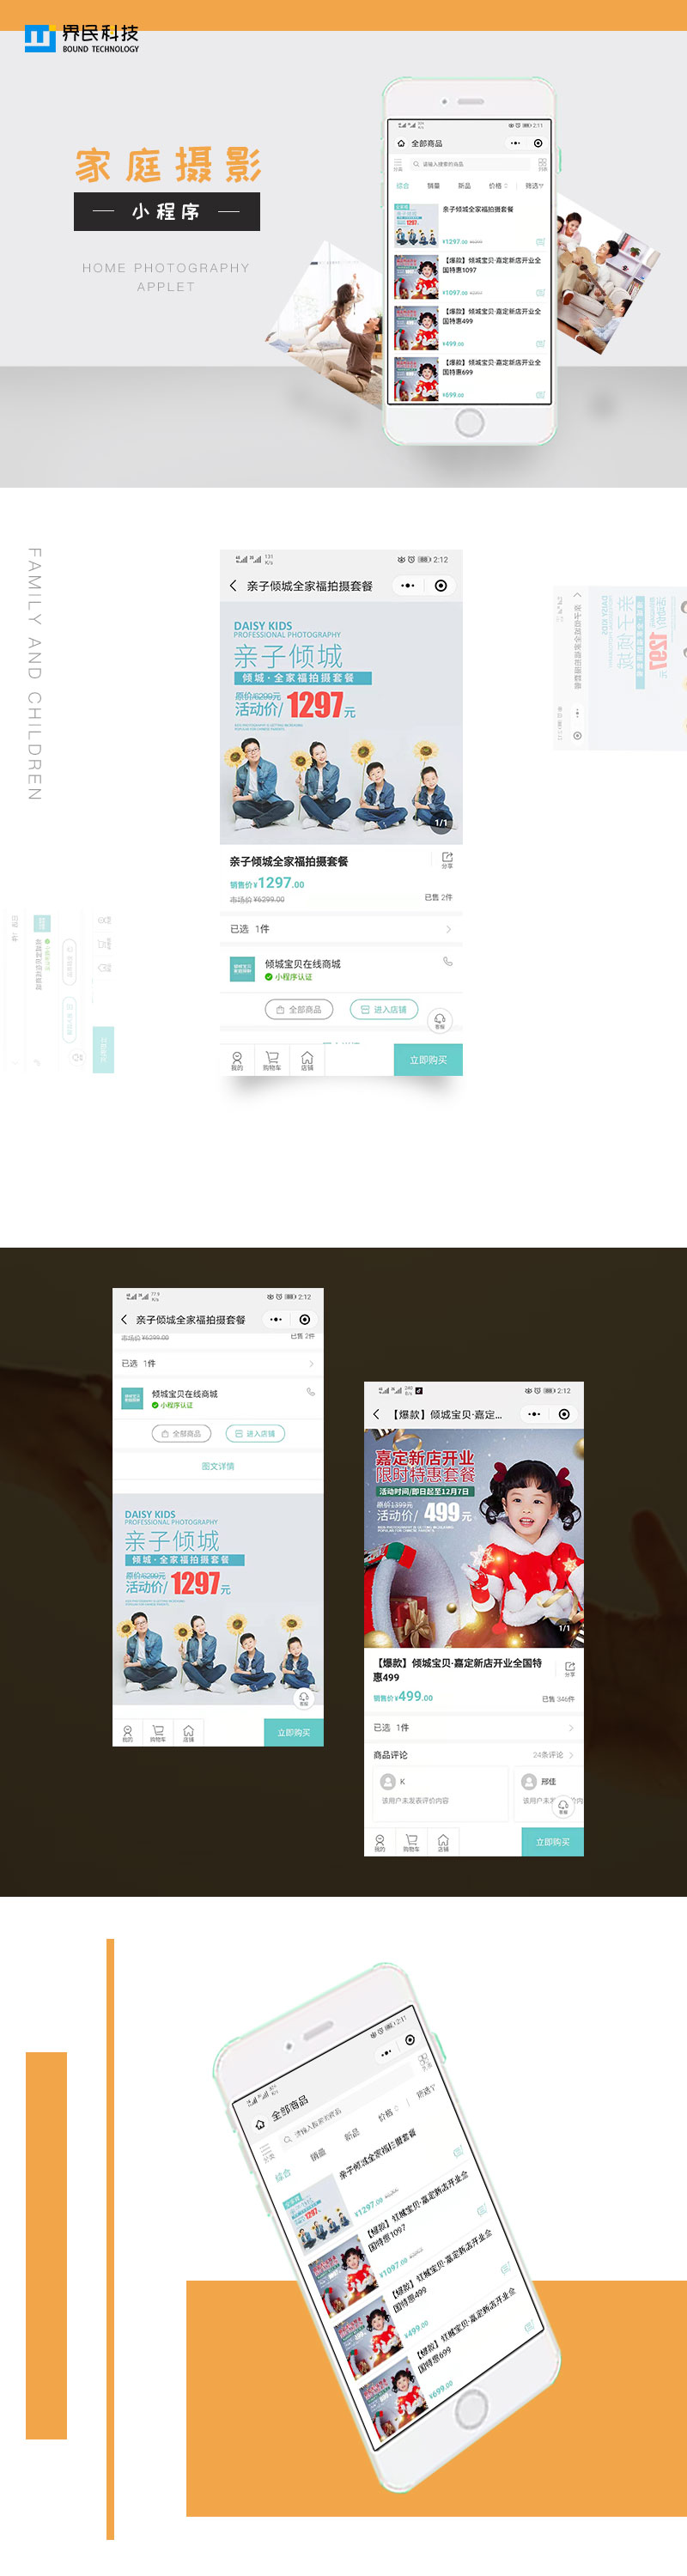 界民科技
BOUND TECHNOLOGY
家庭摄影
小程序
HOME PHOTOGRAPHY
APPLET
2:11
全部商品
分类
请输入搜索的商品
综合 销量 新品 价格 筛选
亲子倾城全家福拍摄套餐
¥1297.00
【爆款】倾城宝贝·嘉定新店开业全
国特惠1097
¥1097.00
【爆款】倾城宝贝·嘉定新店开业全
国特惠499
¥499.00
【爆款】倾城宝贝·嘉定新店开业全
国特惠699
¥699.00
FAMILY AND CHILDREN
131
K/s
2:12
亲子倾城全家福拍摄套餐
DAISY KIDS
PROFESSIONAL PHOTOGRAPHY
亲子倾城
倾城·全家福拍摄套餐
原价/6299元
活动价/1297元
1/1
亲子倾城全家福拍摄套餐
分享
销售价¥1297.00
市场价 ¥6299.00
已售 2件
已选 1件
倾城宝贝在线商城
小程序认证
全部商品
进入店铺
客服
我的 购物车 店铺
立即购买
77.9
K/s
2:12
亲子倾城全家福拍摄套餐
市场价 ¥6299.00
已售 2件
已选 1件
倾城宝贝在线商城
小程序认证
全部商品
进入店铺
图文详情
DAISY KIDS
PROFESSIONAL PHOTOGRAPHY
亲子倾城
倾城·全家福拍摄套餐
原价/6299元
活动价/1297元
客服
我的 购物车 店铺
立即购买
240
B/s
2:12
【爆款】倾城宝贝·嘉定...
嘉定新店开业
限时特惠套餐
活动时间/即日起至12月7日
原价/1399元
活动价/499元
1/1
【爆款】倾城宝贝·嘉定新店开业全国特
惠499
分享
销售价¥499.00
已售 346件
已选 1件
商品评论
24条评论
K
该用户未发表评价内容
邢佳
客服
我的 购物车 店铺
立即购买
2:11
全部商品
分类
请输入搜索的商品
综合 销量 新品 价格 筛选
亲子倾城全家福拍摄套餐
¥1297.00
【爆款】倾城宝贝·嘉定新店开业全
国特惠1097
¥1097.00
【爆款】倾城宝贝·嘉定新店开业全
国特惠499
¥499.00
【爆款】倾城宝贝·嘉定新店开业全
国特惠699
¥699.00